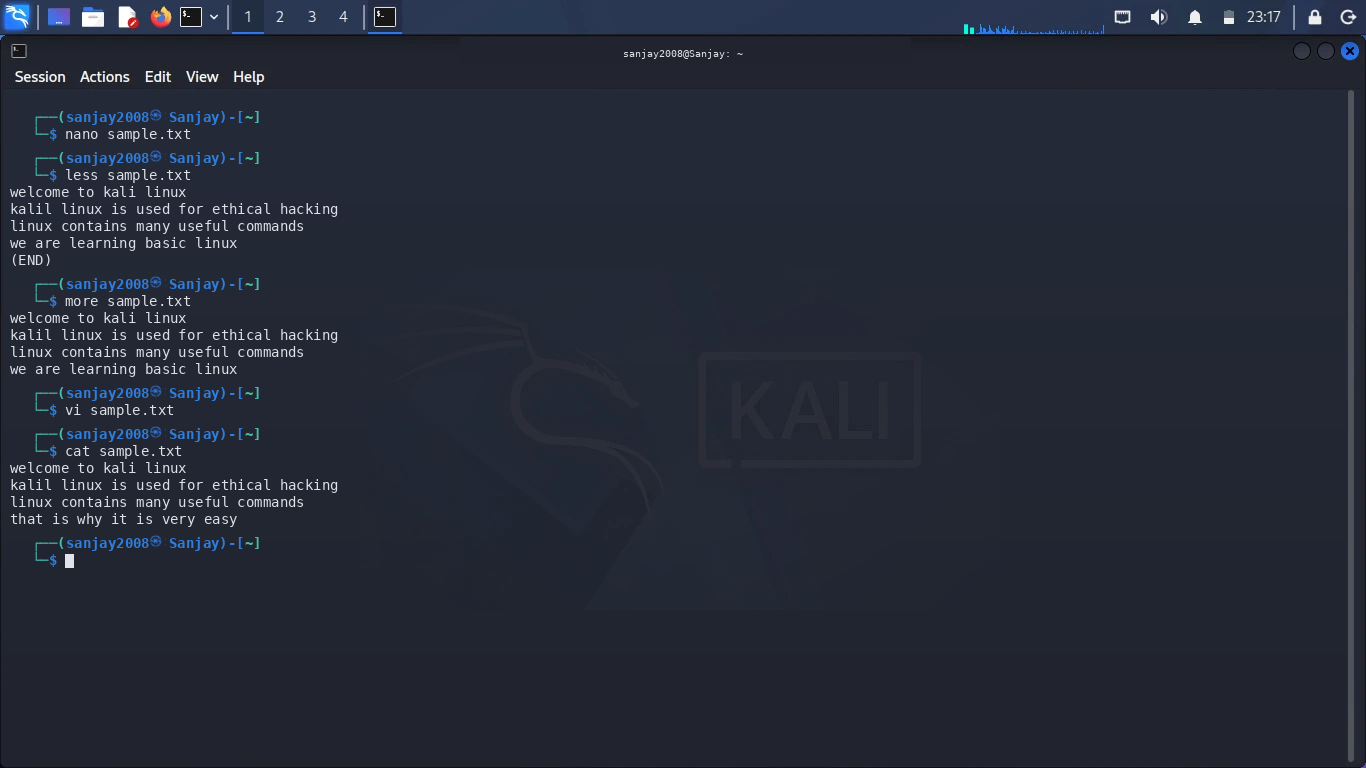 1 2 3 4 23:17
sanjay2008@Sanjay: ~
Session Actions Edit View Help
┌──(sanjay2008㉿ Sanjay)-[~]
└─$ nano sample.txt
┌──(sanjay2008㉿ Sanjay)-[~]
└─$ less sample.txt
welcome to kali linux
kalil linux is used for ethical hacking
linux contains many useful commands
we are learning basic linux
(END)
┌──(sanjay2008㉿ Sanjay)-[~]
└─$ more sample.txt
welcome to kali linux
kalil linux is used for ethical hacking
linux contains many useful commands
we are learning basic linux
┌──(sanjay2008㉿ Sanjay)-[~]
└─$ vi sample.txt
┌──(sanjay2008㉿ Sanjay)-[~]
└─$ cat sample.txt
welcome to kali linux
kalil linux is used for ethical hacking
linux contains many useful commands
that is why it is very easy
┌──(sanjay2008㉿ Sanjay)-[~]
└─$
KALI